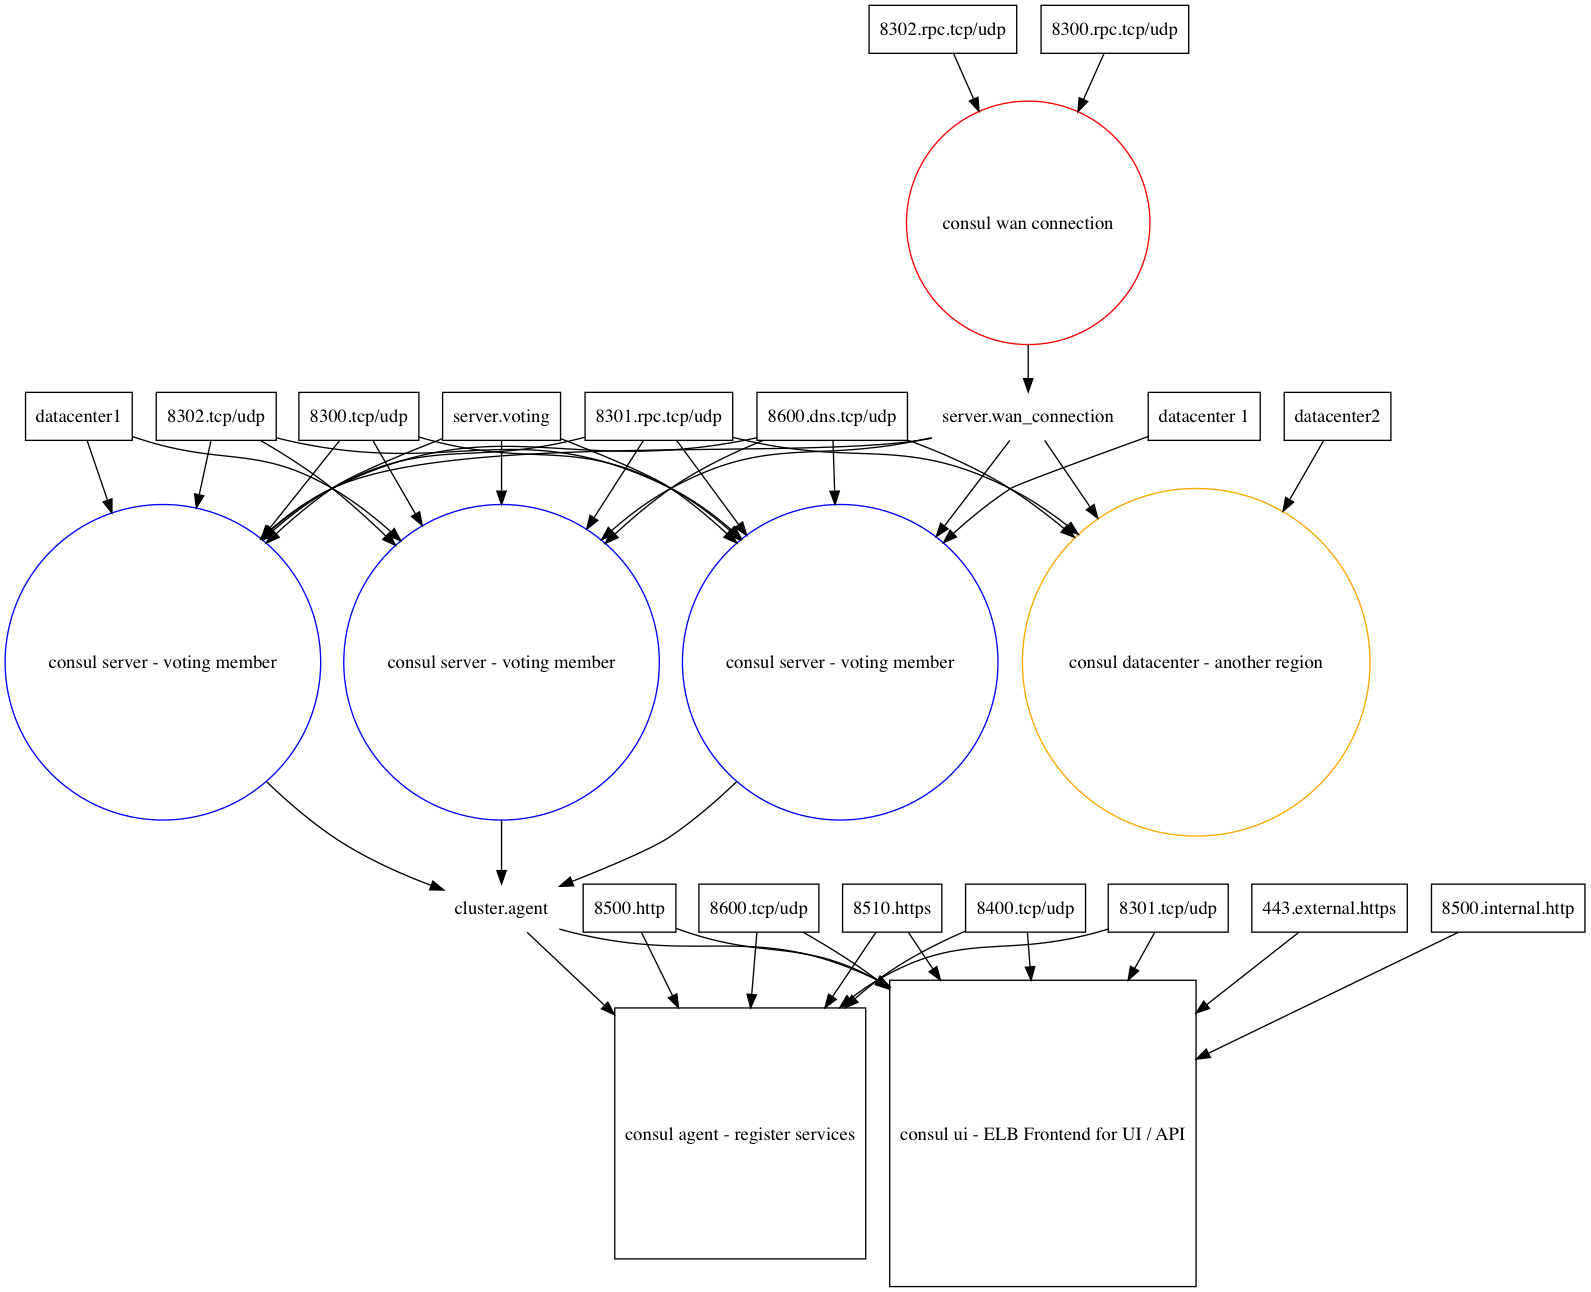 8302.rpc.tcp/udp
8300.rpc.tcp/udp
consul wan connection
datacenter1
8302.tcp/udp
8300.tcp/udp
server.voting
8301.rpc.tcp/udp
8600.dns.tcp/udp
server.wan_connection
datacenter 1
datacenter2
consul server - voting member
consul server - voting member
consul server - voting member
consul datacenter - another region
cluster.agent
8500.http
8600.tcp/udp
8510.https
8400.tcp/udp
8301.tcp/udp
443.external.https
8500.internal.http
consul agent - register services
consul ui - ELB Frontend for UI / API